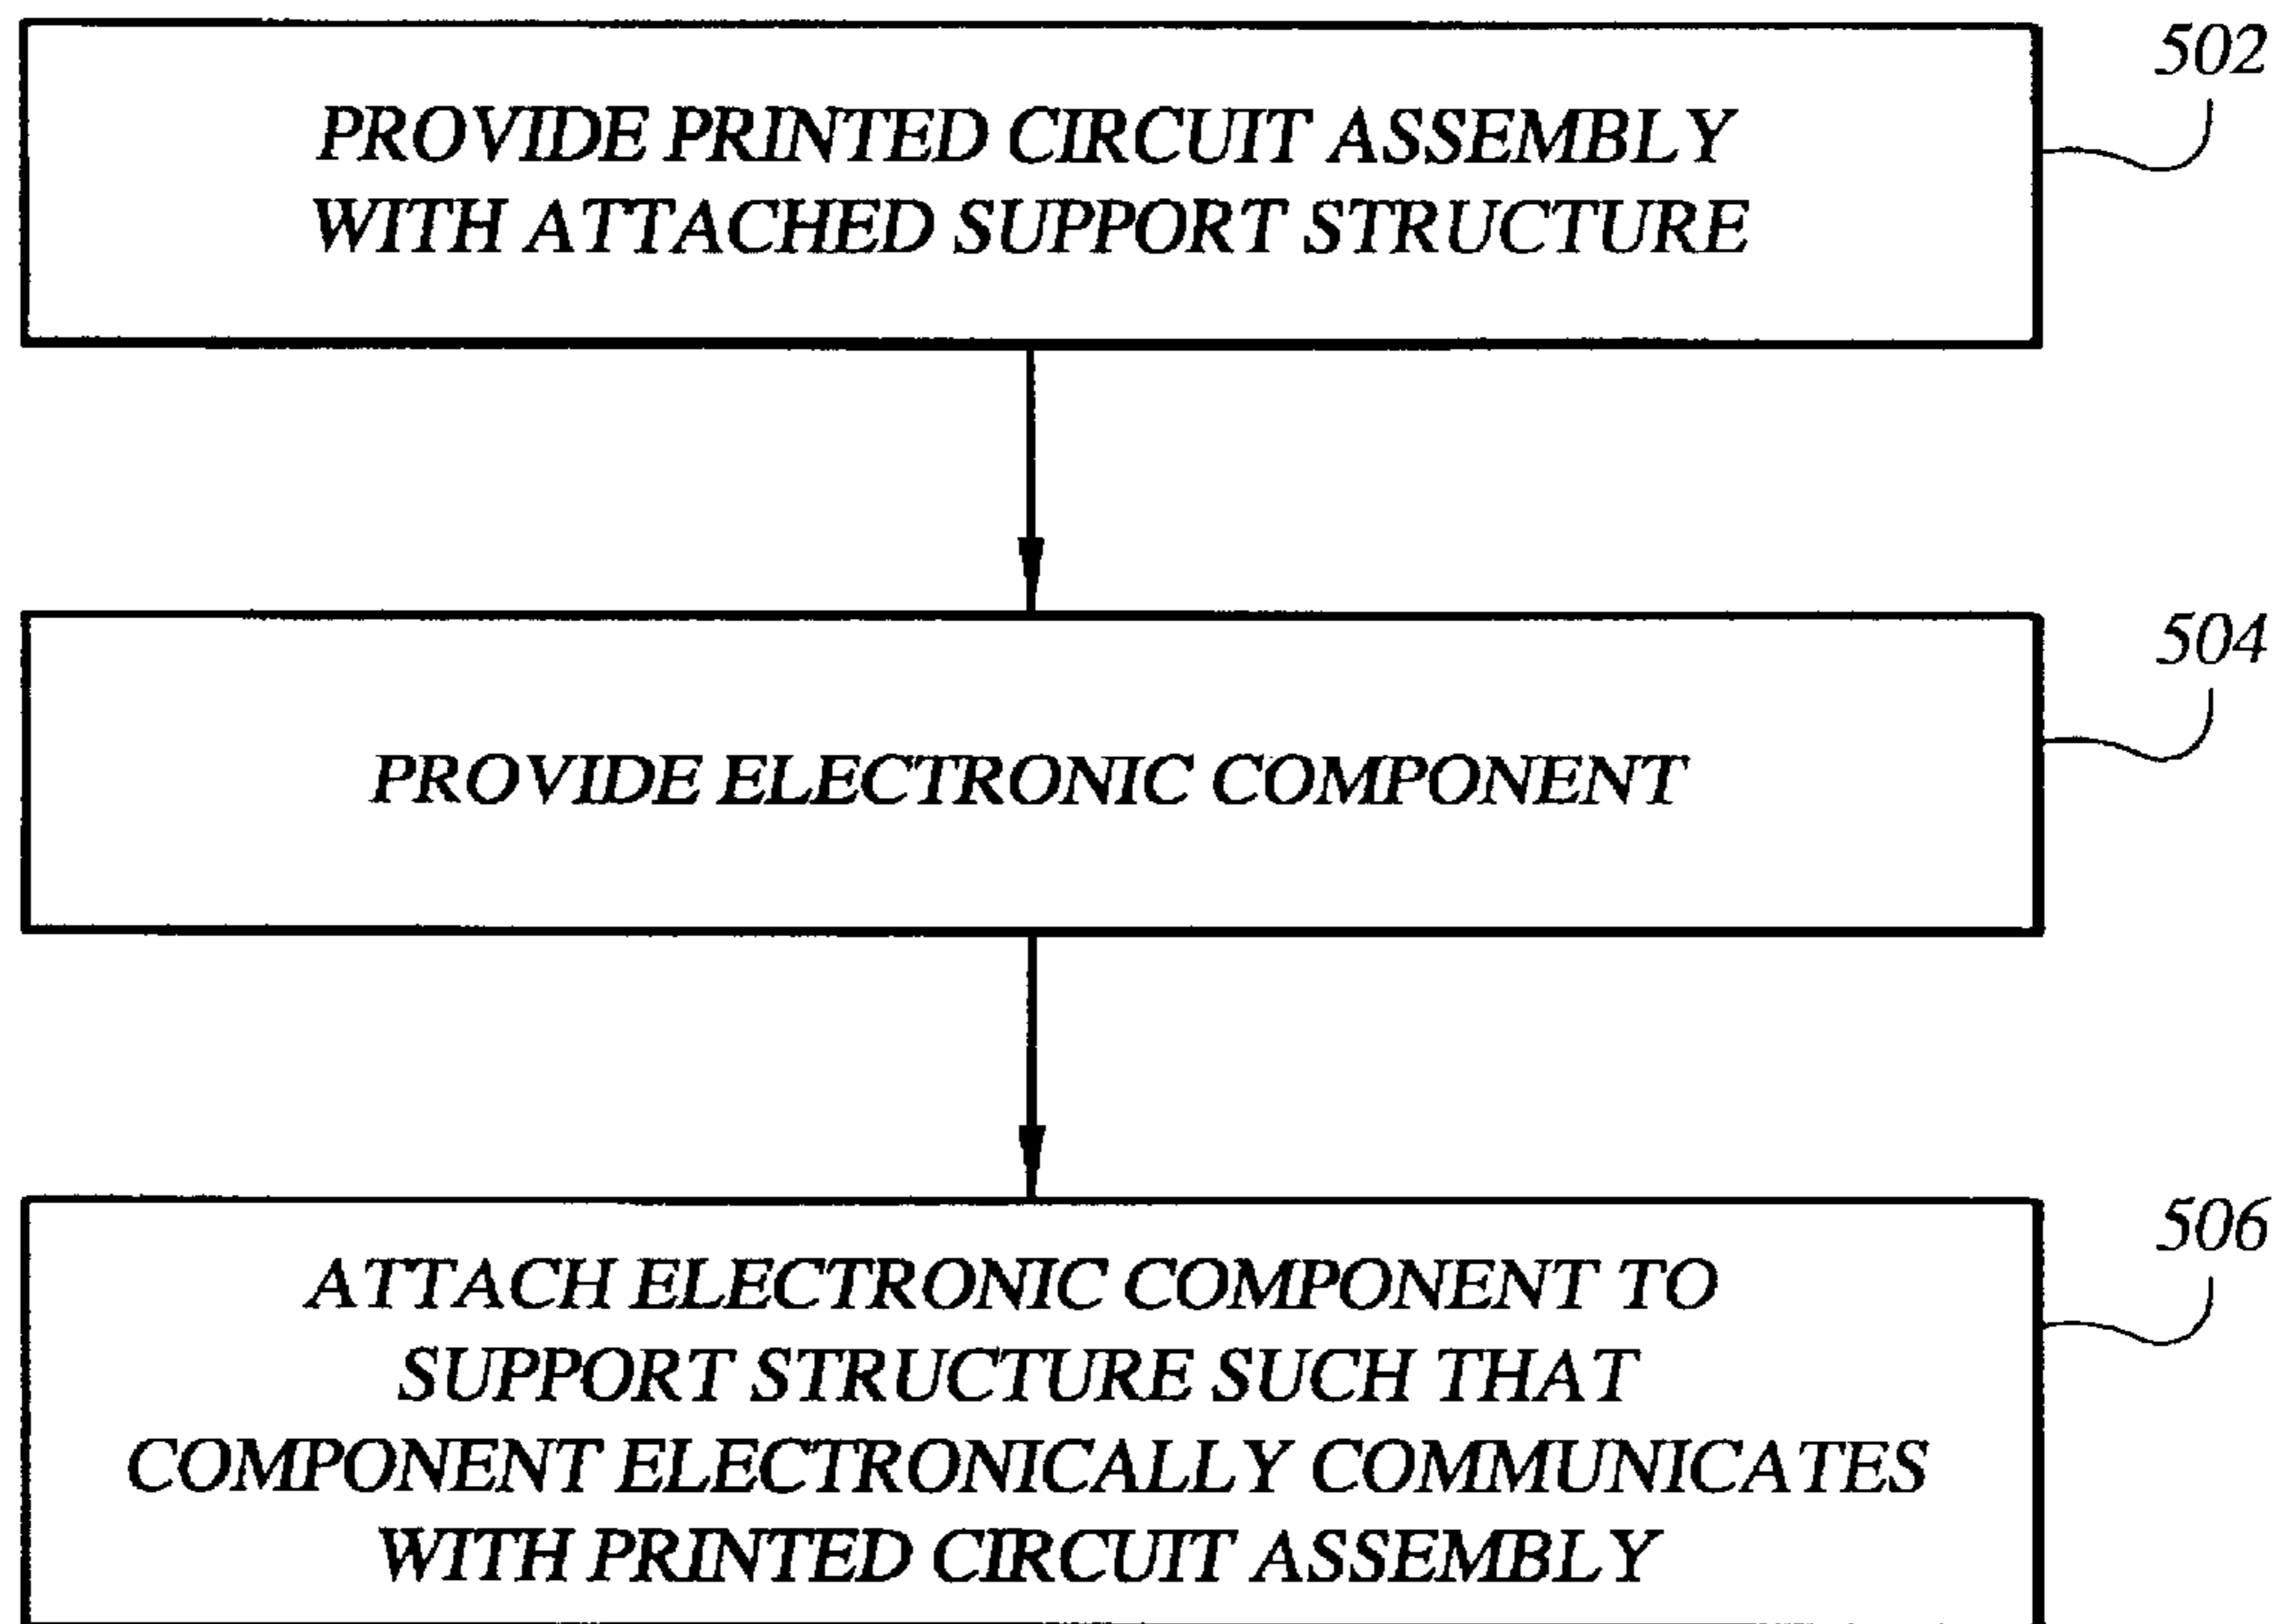 502
PROVIDE PRINTED CIRCUIT ASSEMBLY
WITH ATTACHED SUPPORT STRUCTURE
504
PROVIDE ELECTRONIC COMPONENT
506
ATTACH ELECTRONIC COMPONENT TO
SUPPORT STRUCTURE SUCH THAT
COMPONENT ELECTRONICALLY COMMUNICATES
WITH PRINTED CIRCUIT ASSEMBLY